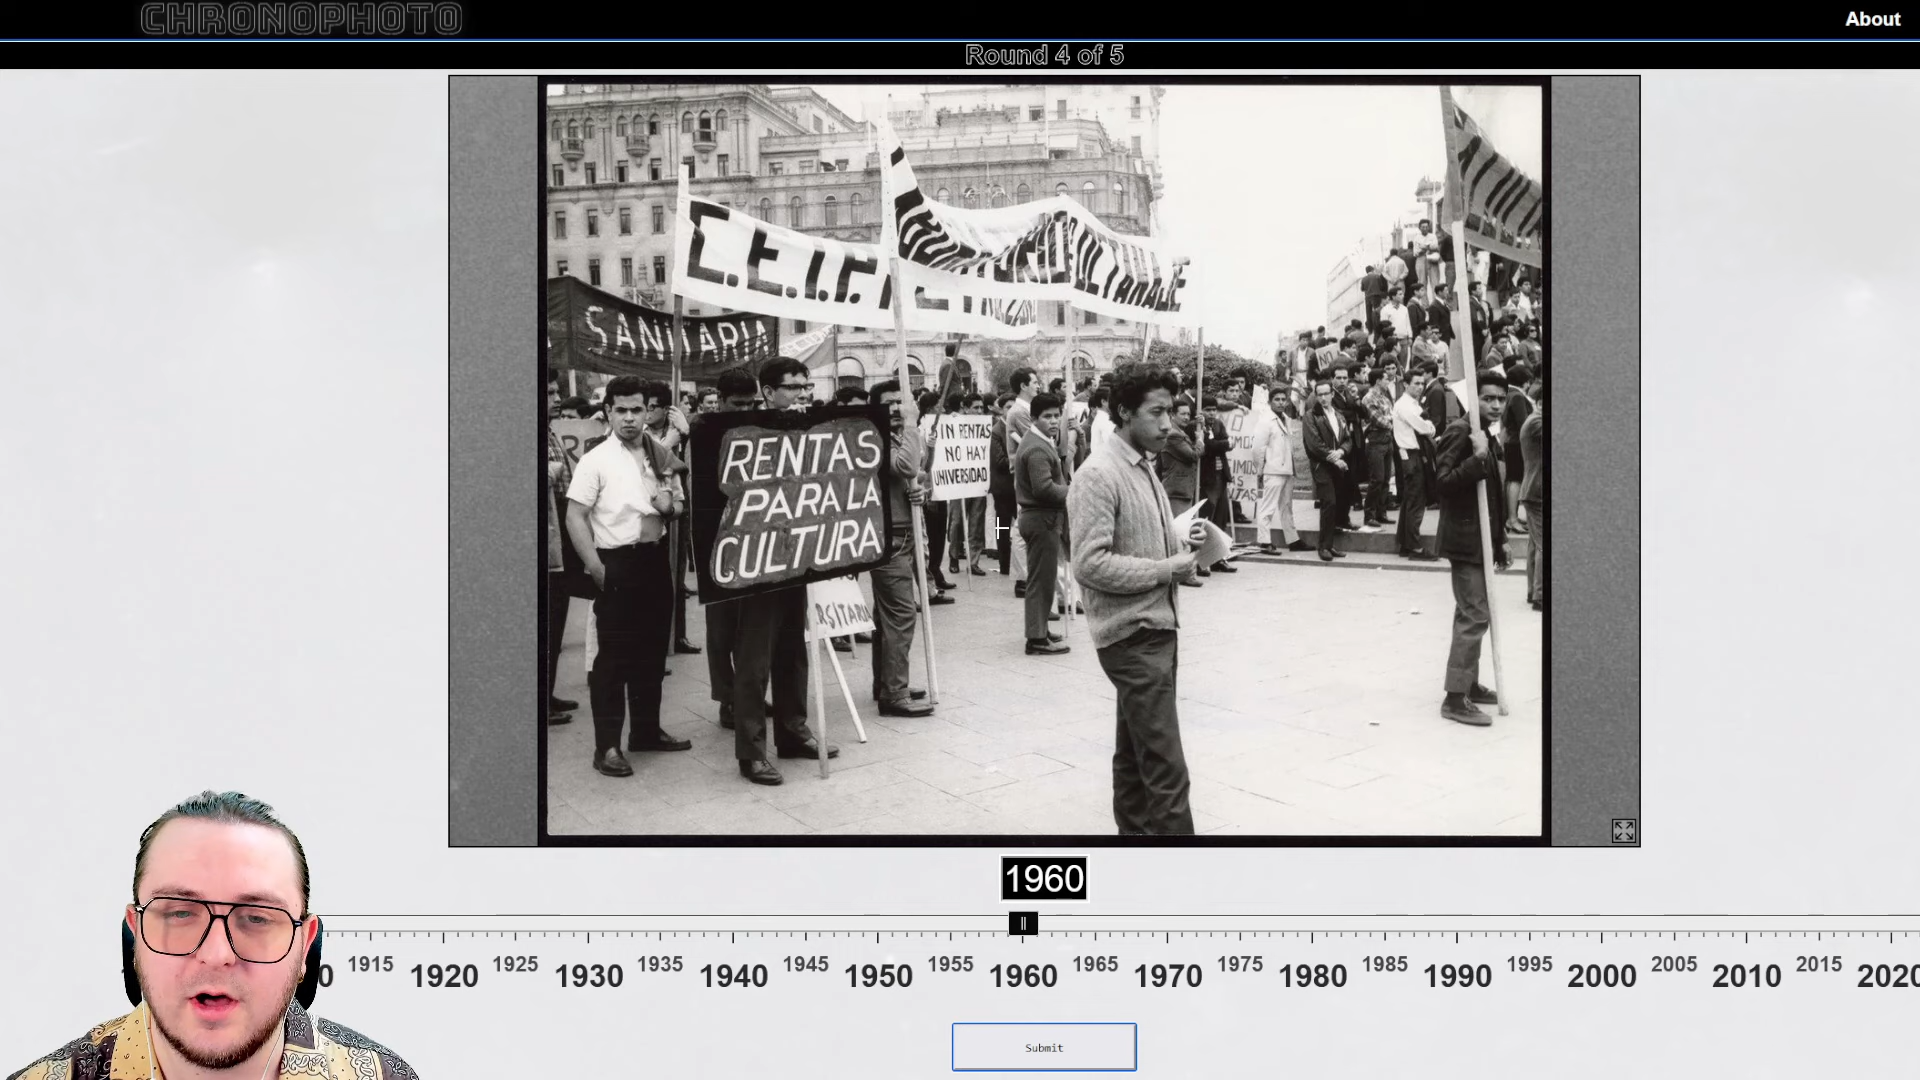 CHRONOPHOTO
About
Round 4 of 5
SANITARIA
RENTAS
PARA LA
CULTURA
IN RENTAS
NO HAY
UNIVERSIDAD
NO
1960
1915
1920
1925
1930
1935
1940
1945
1950
1955
1960
1965
1970
1975
1980
1985
1990
1995
2000
2005
2010
2015
2020
Submit